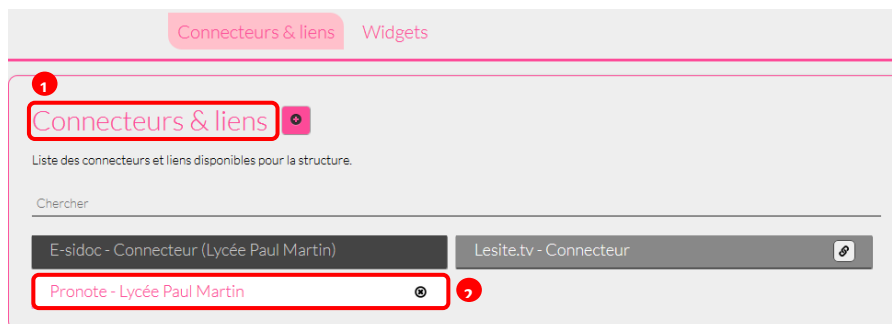 Connecteurs & liens Widgets
1
Connecteurs & liens
Liste des connecteurs et liens disponibles pour la structure.
Chercher
E-sidoc - Connecteur (Lycée Paul Martin) Lesite.tv - Connecteur
Pronote - Lycée Paul Martin 2